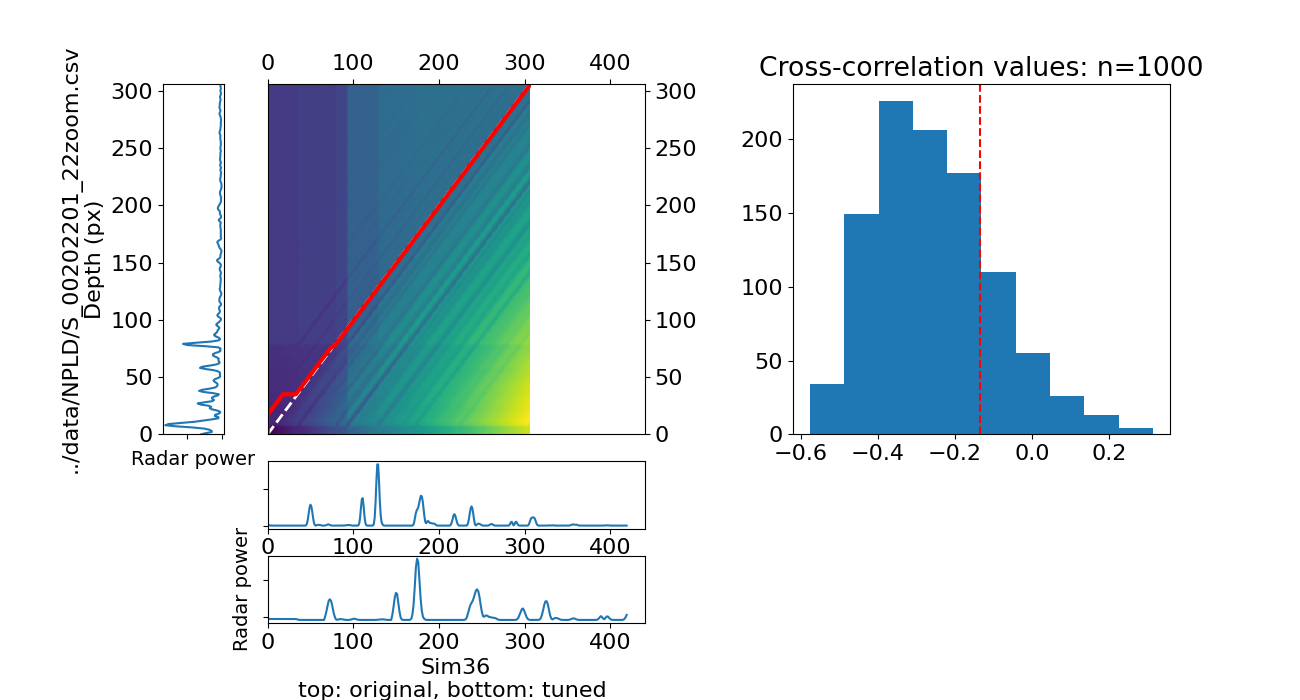 ../data/NPLD/S_00202201_22zoom.csv
Depth (px)
0 100 200 300 400
300
250
200
150
100
50
0
300
250
200
150
100
50
0
Radar power
0 100 200 300 400
Radar power
0 100 200 300 400
Sim36
top: original, bottom: tuned
Cross-correlation values: n=1000
200
150
100
50
0
−0.6 −0.4 −0.2 0.0 0.2